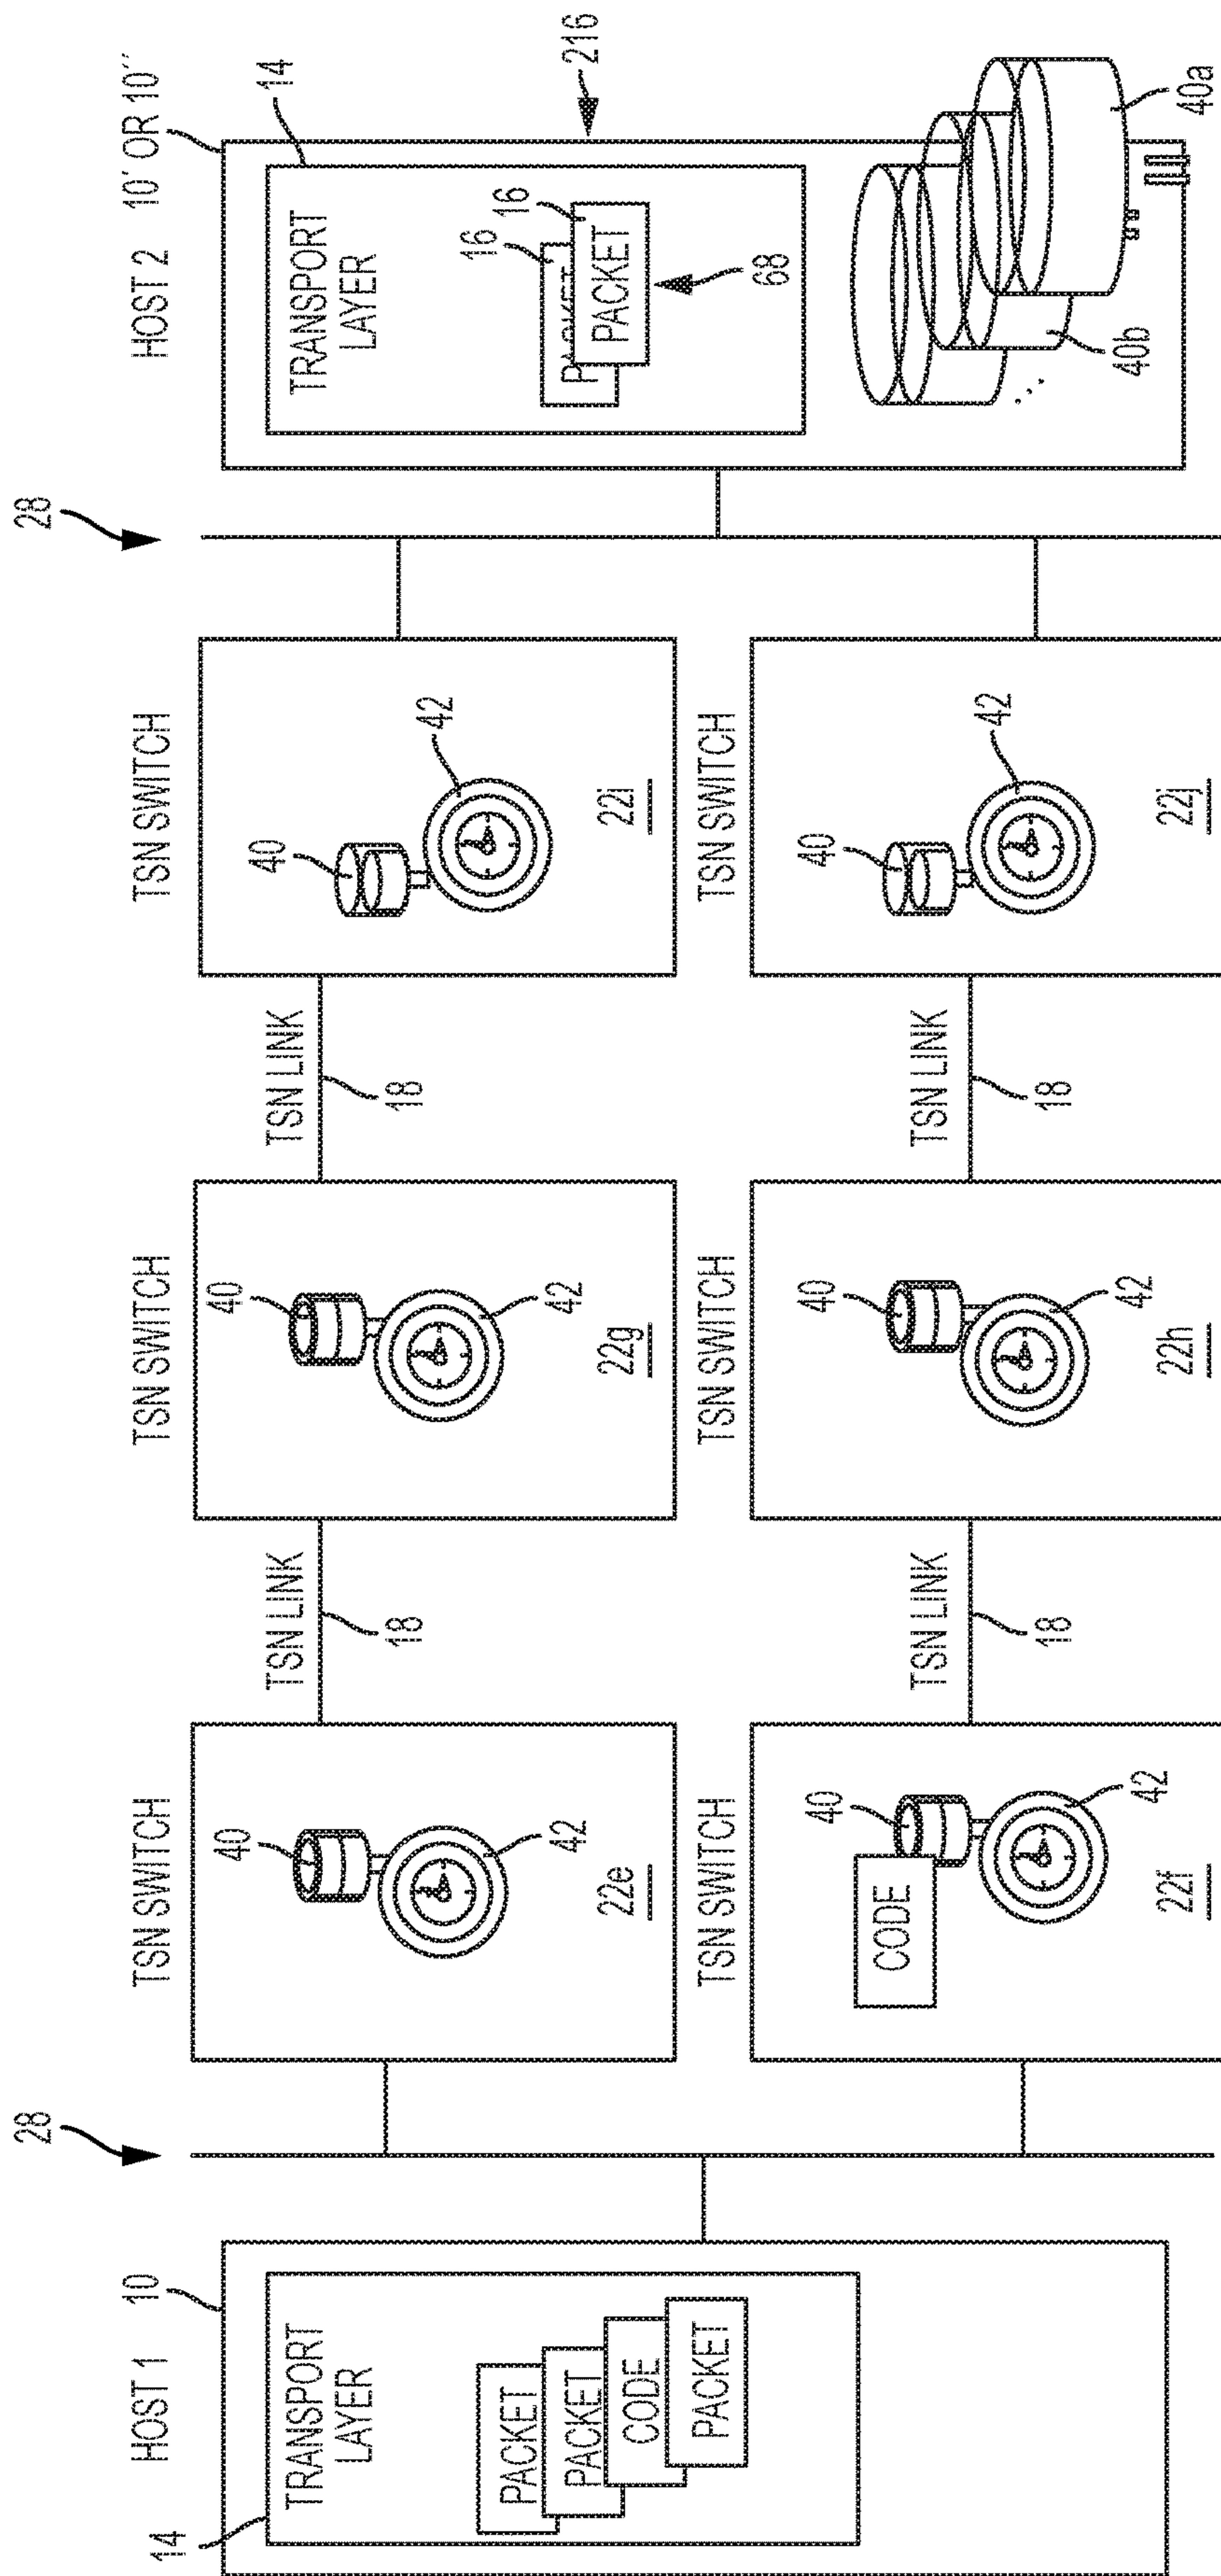 28
28
HOST 1
10
TSN SWITCH
TSN SWITCH
TSN SWITCH
HOST 2
10' OR 10''
14
TRANSPORT
LAYER
PACKET
PACKET
CODE
PACKET
40
42
22e
TSN LINK
18
40
42
22g
TSN LINK
18
40
42
22i
TRANSPORT
LAYER
14
16
PACKET
16
PACKET
68
216
TSN SWITCH
CODE
40
42
22f
TSN LINK
18
TSN SWITCH
40
42
22h
TSN LINK
18
TSN SWITCH
40
42
22j
40b
40a